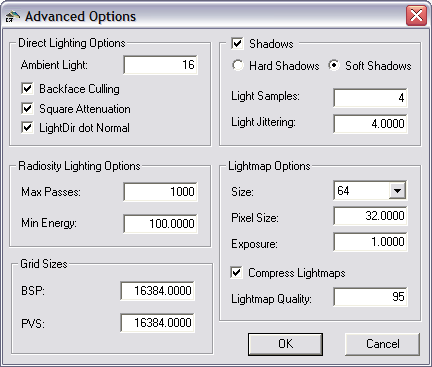 Advanced Options
Direct Lighting Options
Ambient Light: 16
Backface Culling
Square Attenuation
LightDir dot Normal
Shadows
Hard Shadows Soft Shadows
Light Samples: 4
Light Jittering: 4.0000
Radiosity Lighting Options
Max Passes: 1000
Min Energy: 100.0000
Lightmap Options
Size: 64
Pixel Size: 32.0000
Exposure: 1.0000
Compress Lightmaps
Lightmap Quality: 95
Grid Sizes
BSP: 16384.0000
PVS: 16384.0000
OK Cancel